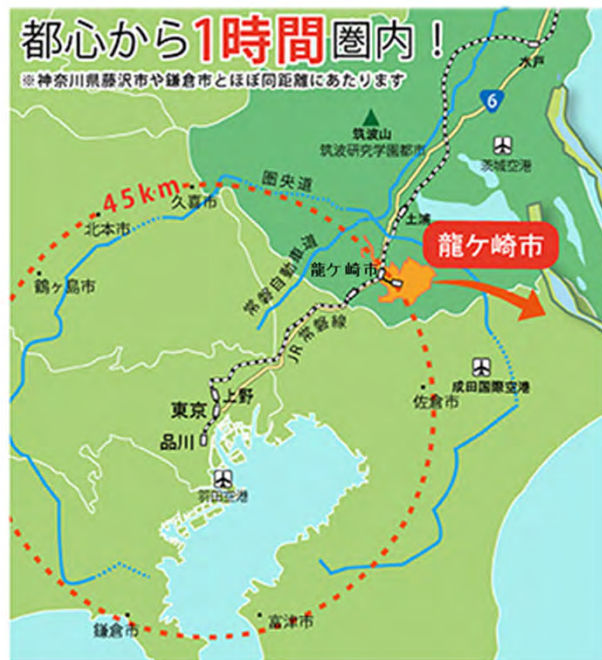 都心から1時間圏内！
※神奈川県藤沢市や鎌倉市とほぼ同距離にあたります
水戸
6
筑波山
筑波研究学園都市
茨城空港
圏央道
45km
久喜市
北本市
土浦
龍ケ崎市
龍ケ崎市
鶴ヶ島市
常磐自動車道
JR常磐線
成田国際空港
上野
佐倉市
東京
品川
羽田空港
鎌倉市
富津市